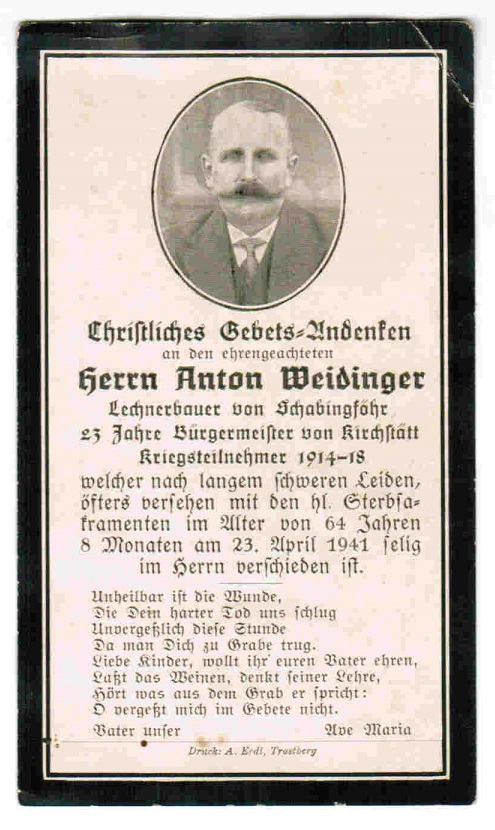 Christliches Gebets-Andenken
an den ehrengeachteten
Herrn Anton Weidinger
Lechnerbauer von Schabingföhr
23 Jahre Bürgermeister von Kirchstätt
Kriegsteilnehmer 1914-18
welcher nach langem schweren Leiden,
öfters versehen mit den hl. Sterbsa-
kramenten im Alter von 64 Jahren
8 Monaten am 23. April 1941 selig
im Herrn verschieden ist.
Unheilbar ist die Wunde,
Die Dein harter Tod uns schlug
Unvergeßlich diese Stunde
Da man Dich zu Grabe trug.
Liebe Kinder, wollt ihr euren Vater ehren,
Laßt das Weinen, denkt seiner Lehre,
Hört was aus dem Grab er spricht:
O vergeßt mich im Gebete nicht.
Vater unser Ave Maria
Druck: A. Erdl, Trostberg